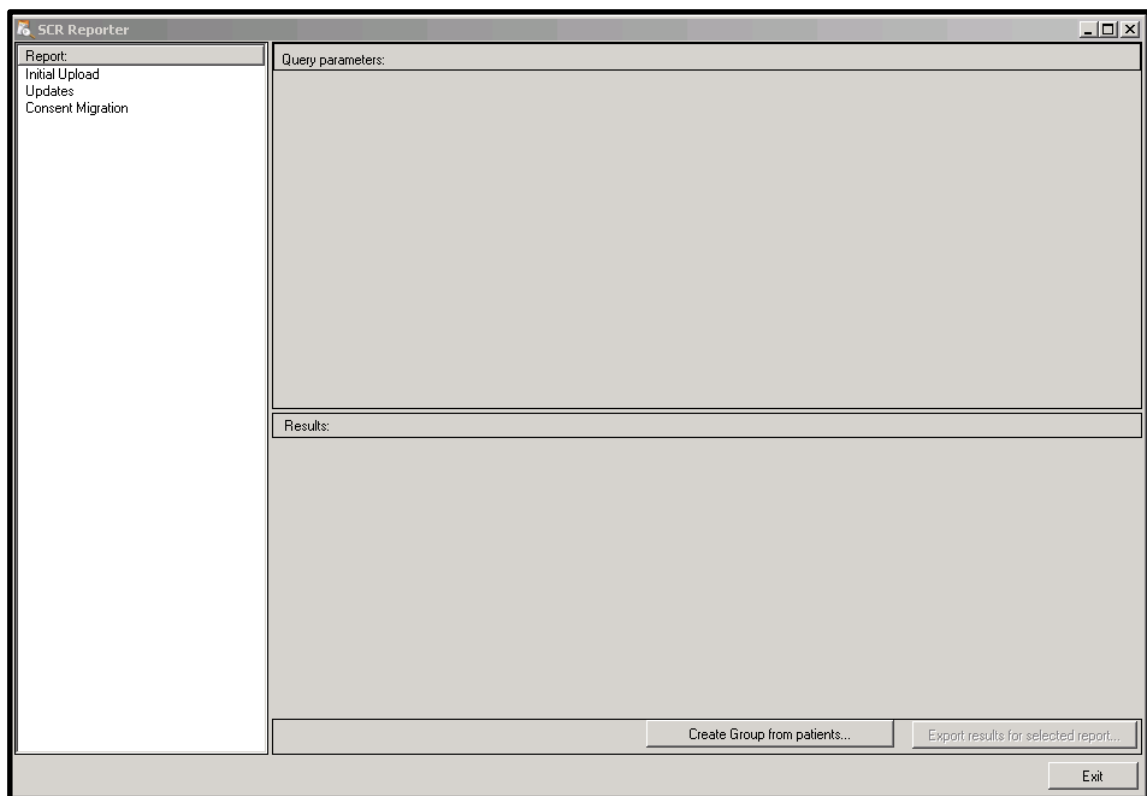 SCR Reporter
Report:
Initial Upload
Updates
Consent Migration
Query parameters:
Results:
Create Group from patients...
Export results for selected report...
Exit